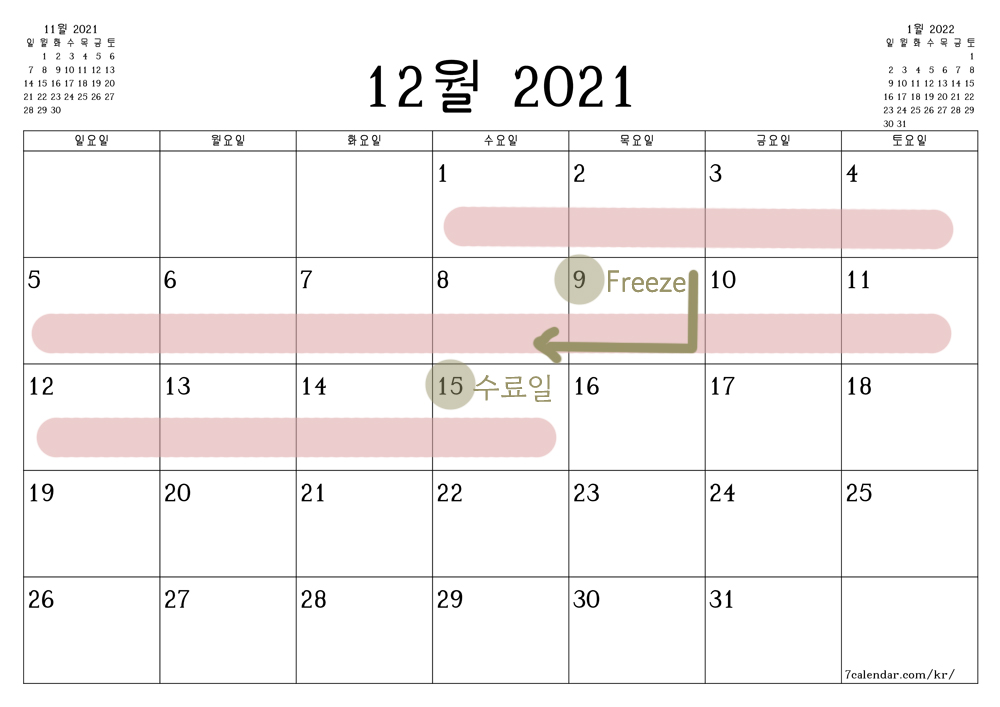 11월 2021
일 월 화 수 목 금 토
1 2 3 4 5 6
7 8 9 10 11 12 13
14 15 16 17 18 19 20
21 22 23 24 25 26 27
28 29 30
12월 2021
1월 2022
일 월 화 수 목 금 토
1
2 3 4 5 6 7 8
9 10 11 12 13 14 15
16 17 18 19 20 21 22
23 24 25 26 27 28 29
30 31
일요일 월요일 화요일 수요일 목요일 금요일 토요일
1 2 3 4
5 6 7 8 9 Freeze 10 11
12 13 14 15 수료일 16 17 18
19 20 21 22 23 24 25
26 27 28 29 30 31
7calendar.com/kr/